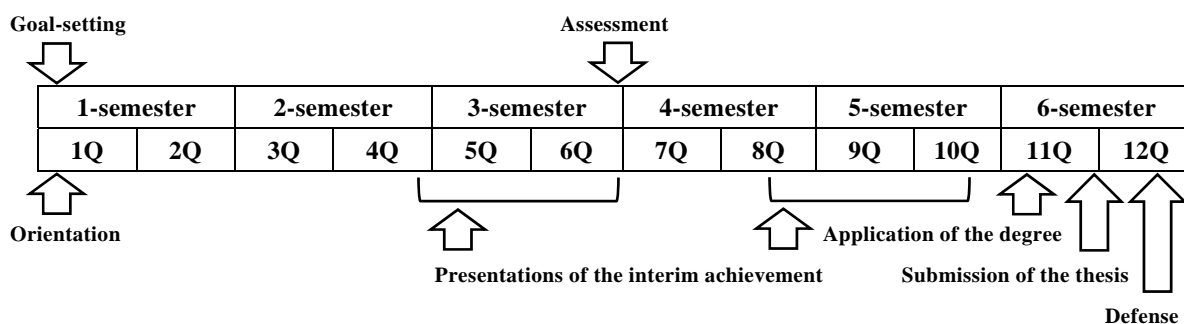 Goal-setting Assessment
1-semester 2-semester 3-semester 4-semester 5-semester 6-semester
1Q 2Q 3Q 4Q 5Q 6Q 7Q 8Q 9Q 10Q 11Q 12Q
Orientation Application of the degree
Presentations of the interim achievement Submission of the thesis
Defense